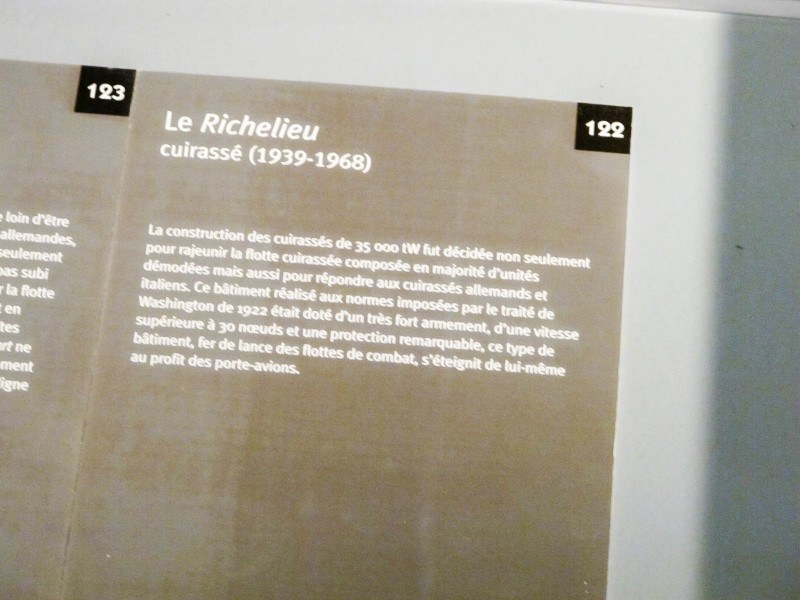 123
e loin d'être
allemandes,
seulement
pas subi
r la flotte
t en
tes
art ne
ment
ligne
122
Le Richelieu
cuirassé (1939-1968)
La construction des cuirassés de 35 000 tW fut décidée non seulement
pour rajeunir la flotte cuirassée composée en majorité d'unités
démodées mais aussi pour répondre aux cuirassés allemands et
italiens. Ce bâtiment réalisé aux normes imposées par le traité de
Washington de 1922 était doté d'un très fort armement, d'une vitesse
supérieure à 30 nœuds et une protection remarquable, ce type de
bâtiment, fer de lance des flottes de combat, s'éteignit de lui-même
au profit des porte-avions.